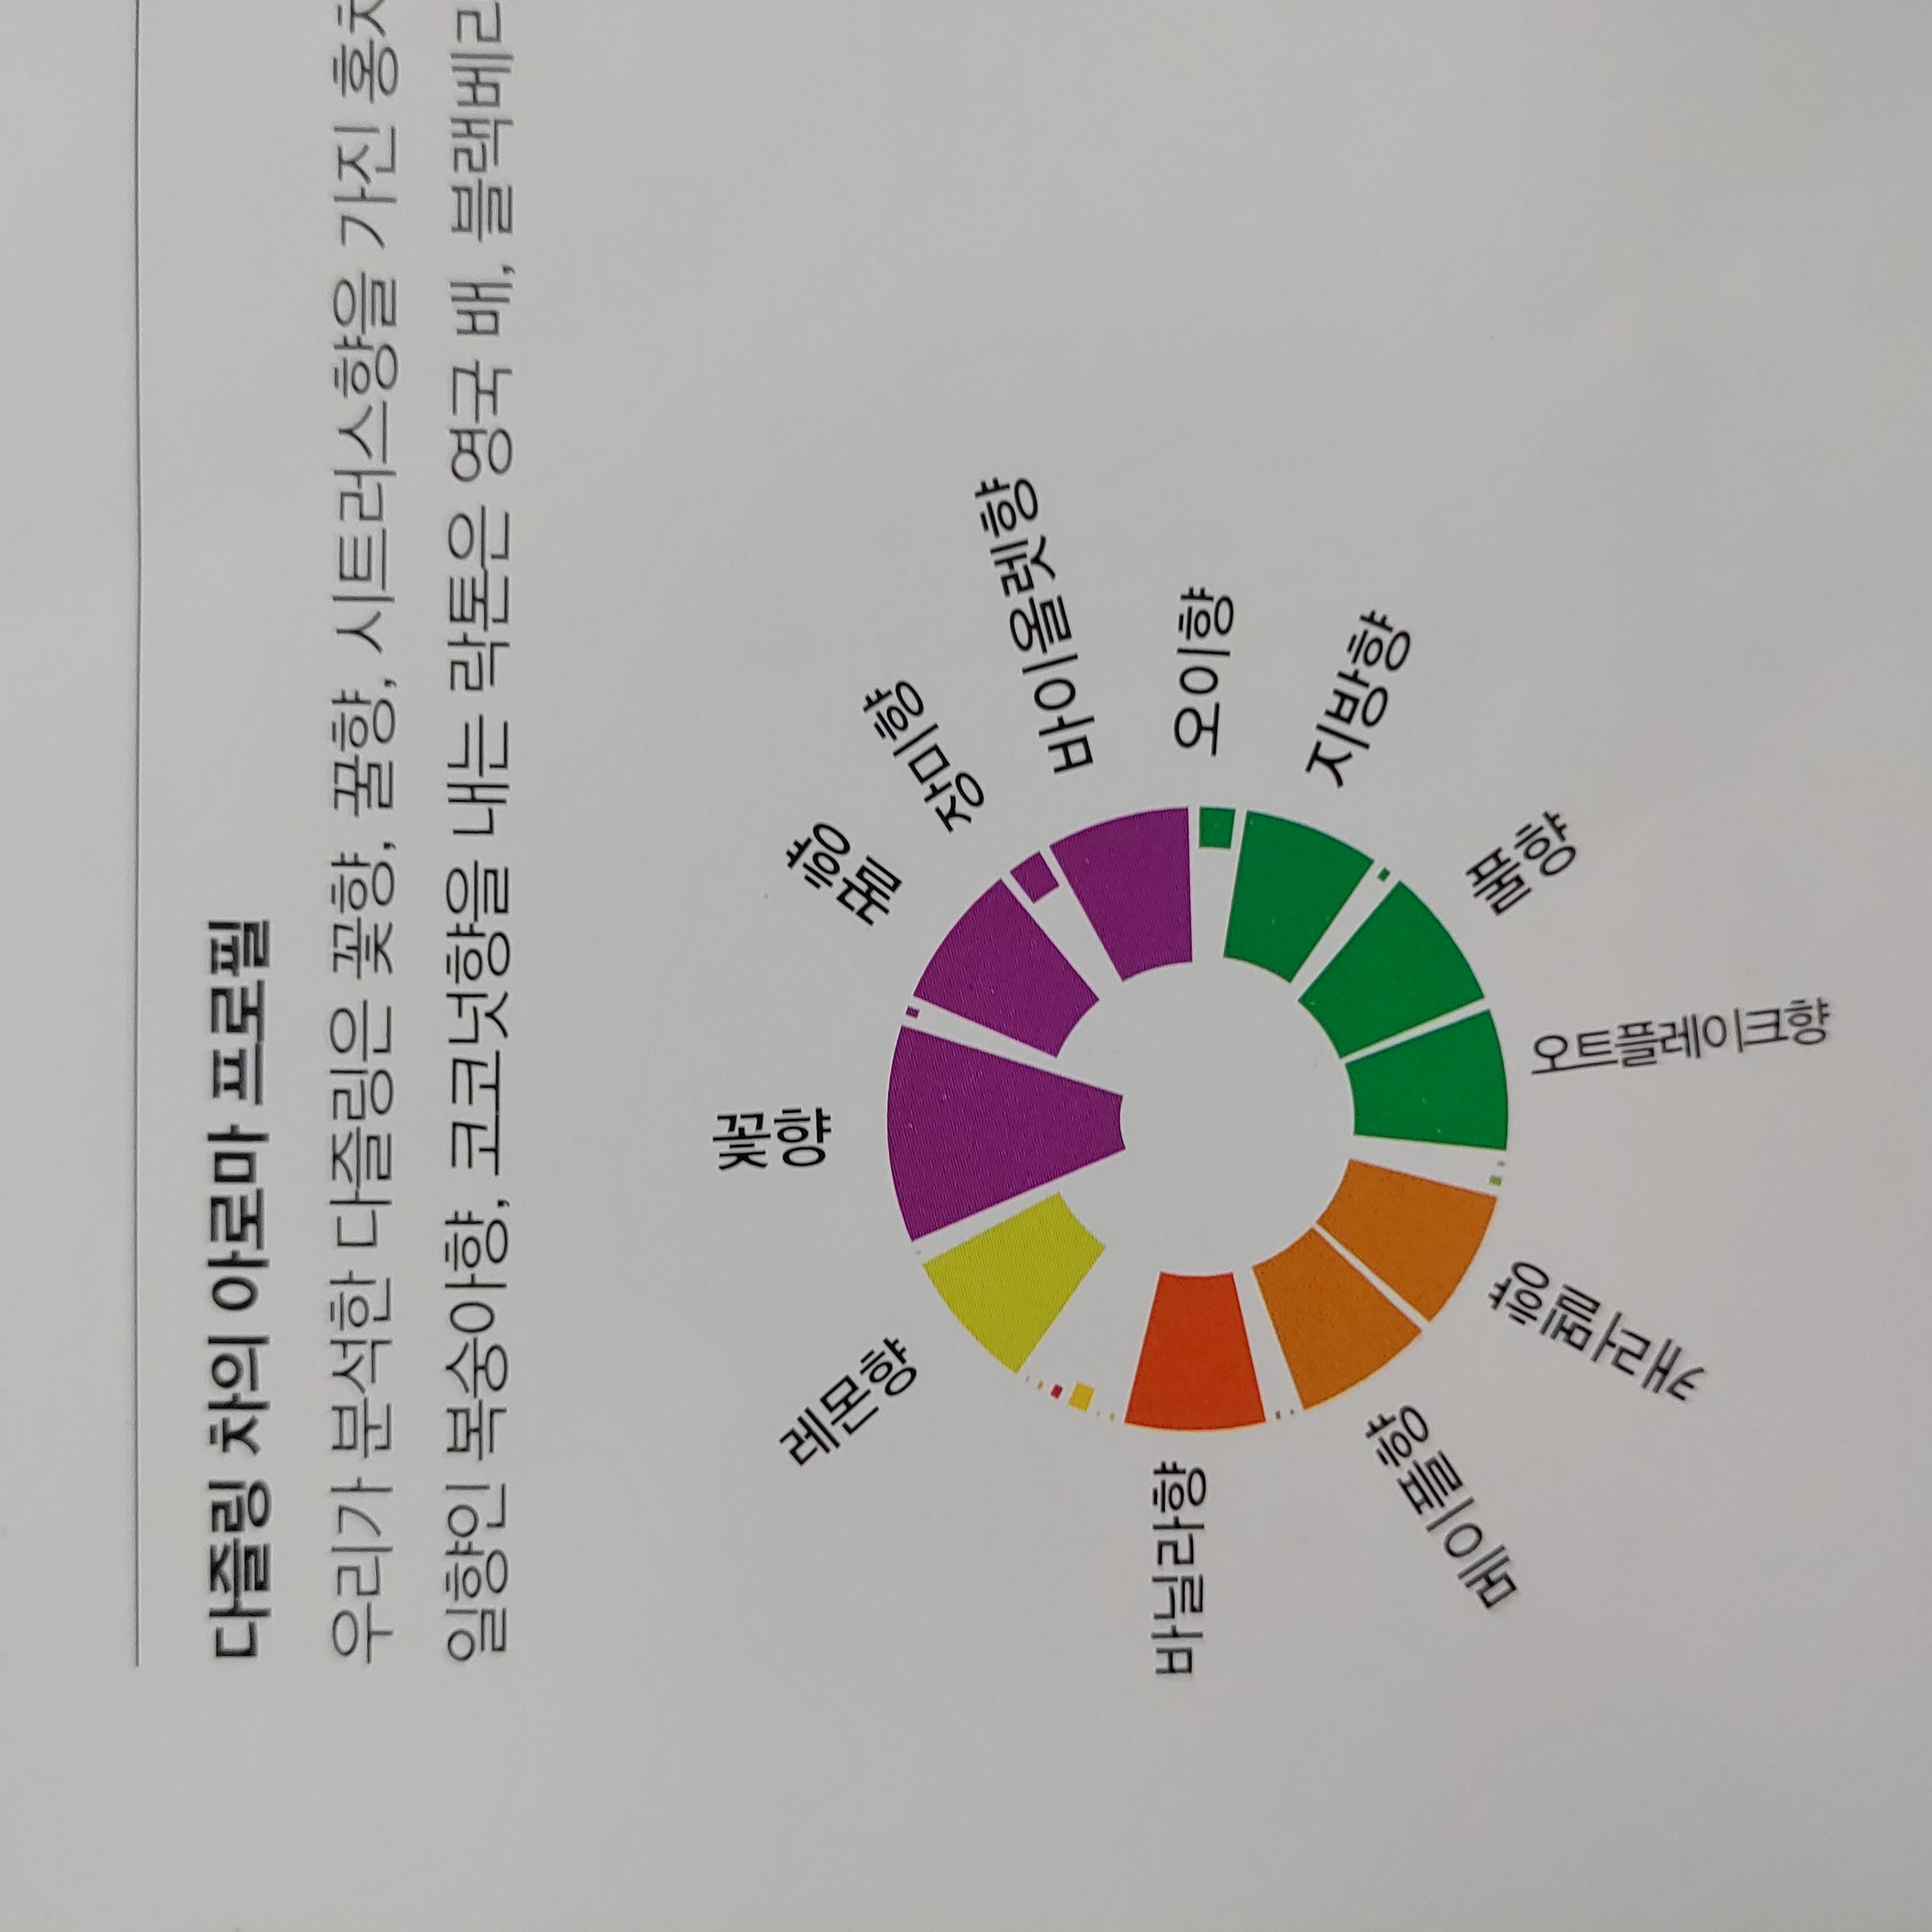 다즐링 차의 아로마 프로필
우리가 분석한 다즐링은 꽃향, 꿀향, 시트러스향을 가진 홍차
일향인 복숭아향, 코코넛향을 내는 락톤은 영국 배, 블랙베리
꽃향
꿀향
장미향
바이올렛향
오이향
지방향
풀향
오트플레이크향
캐러멜향
메이플향
바닐라향
레몬향